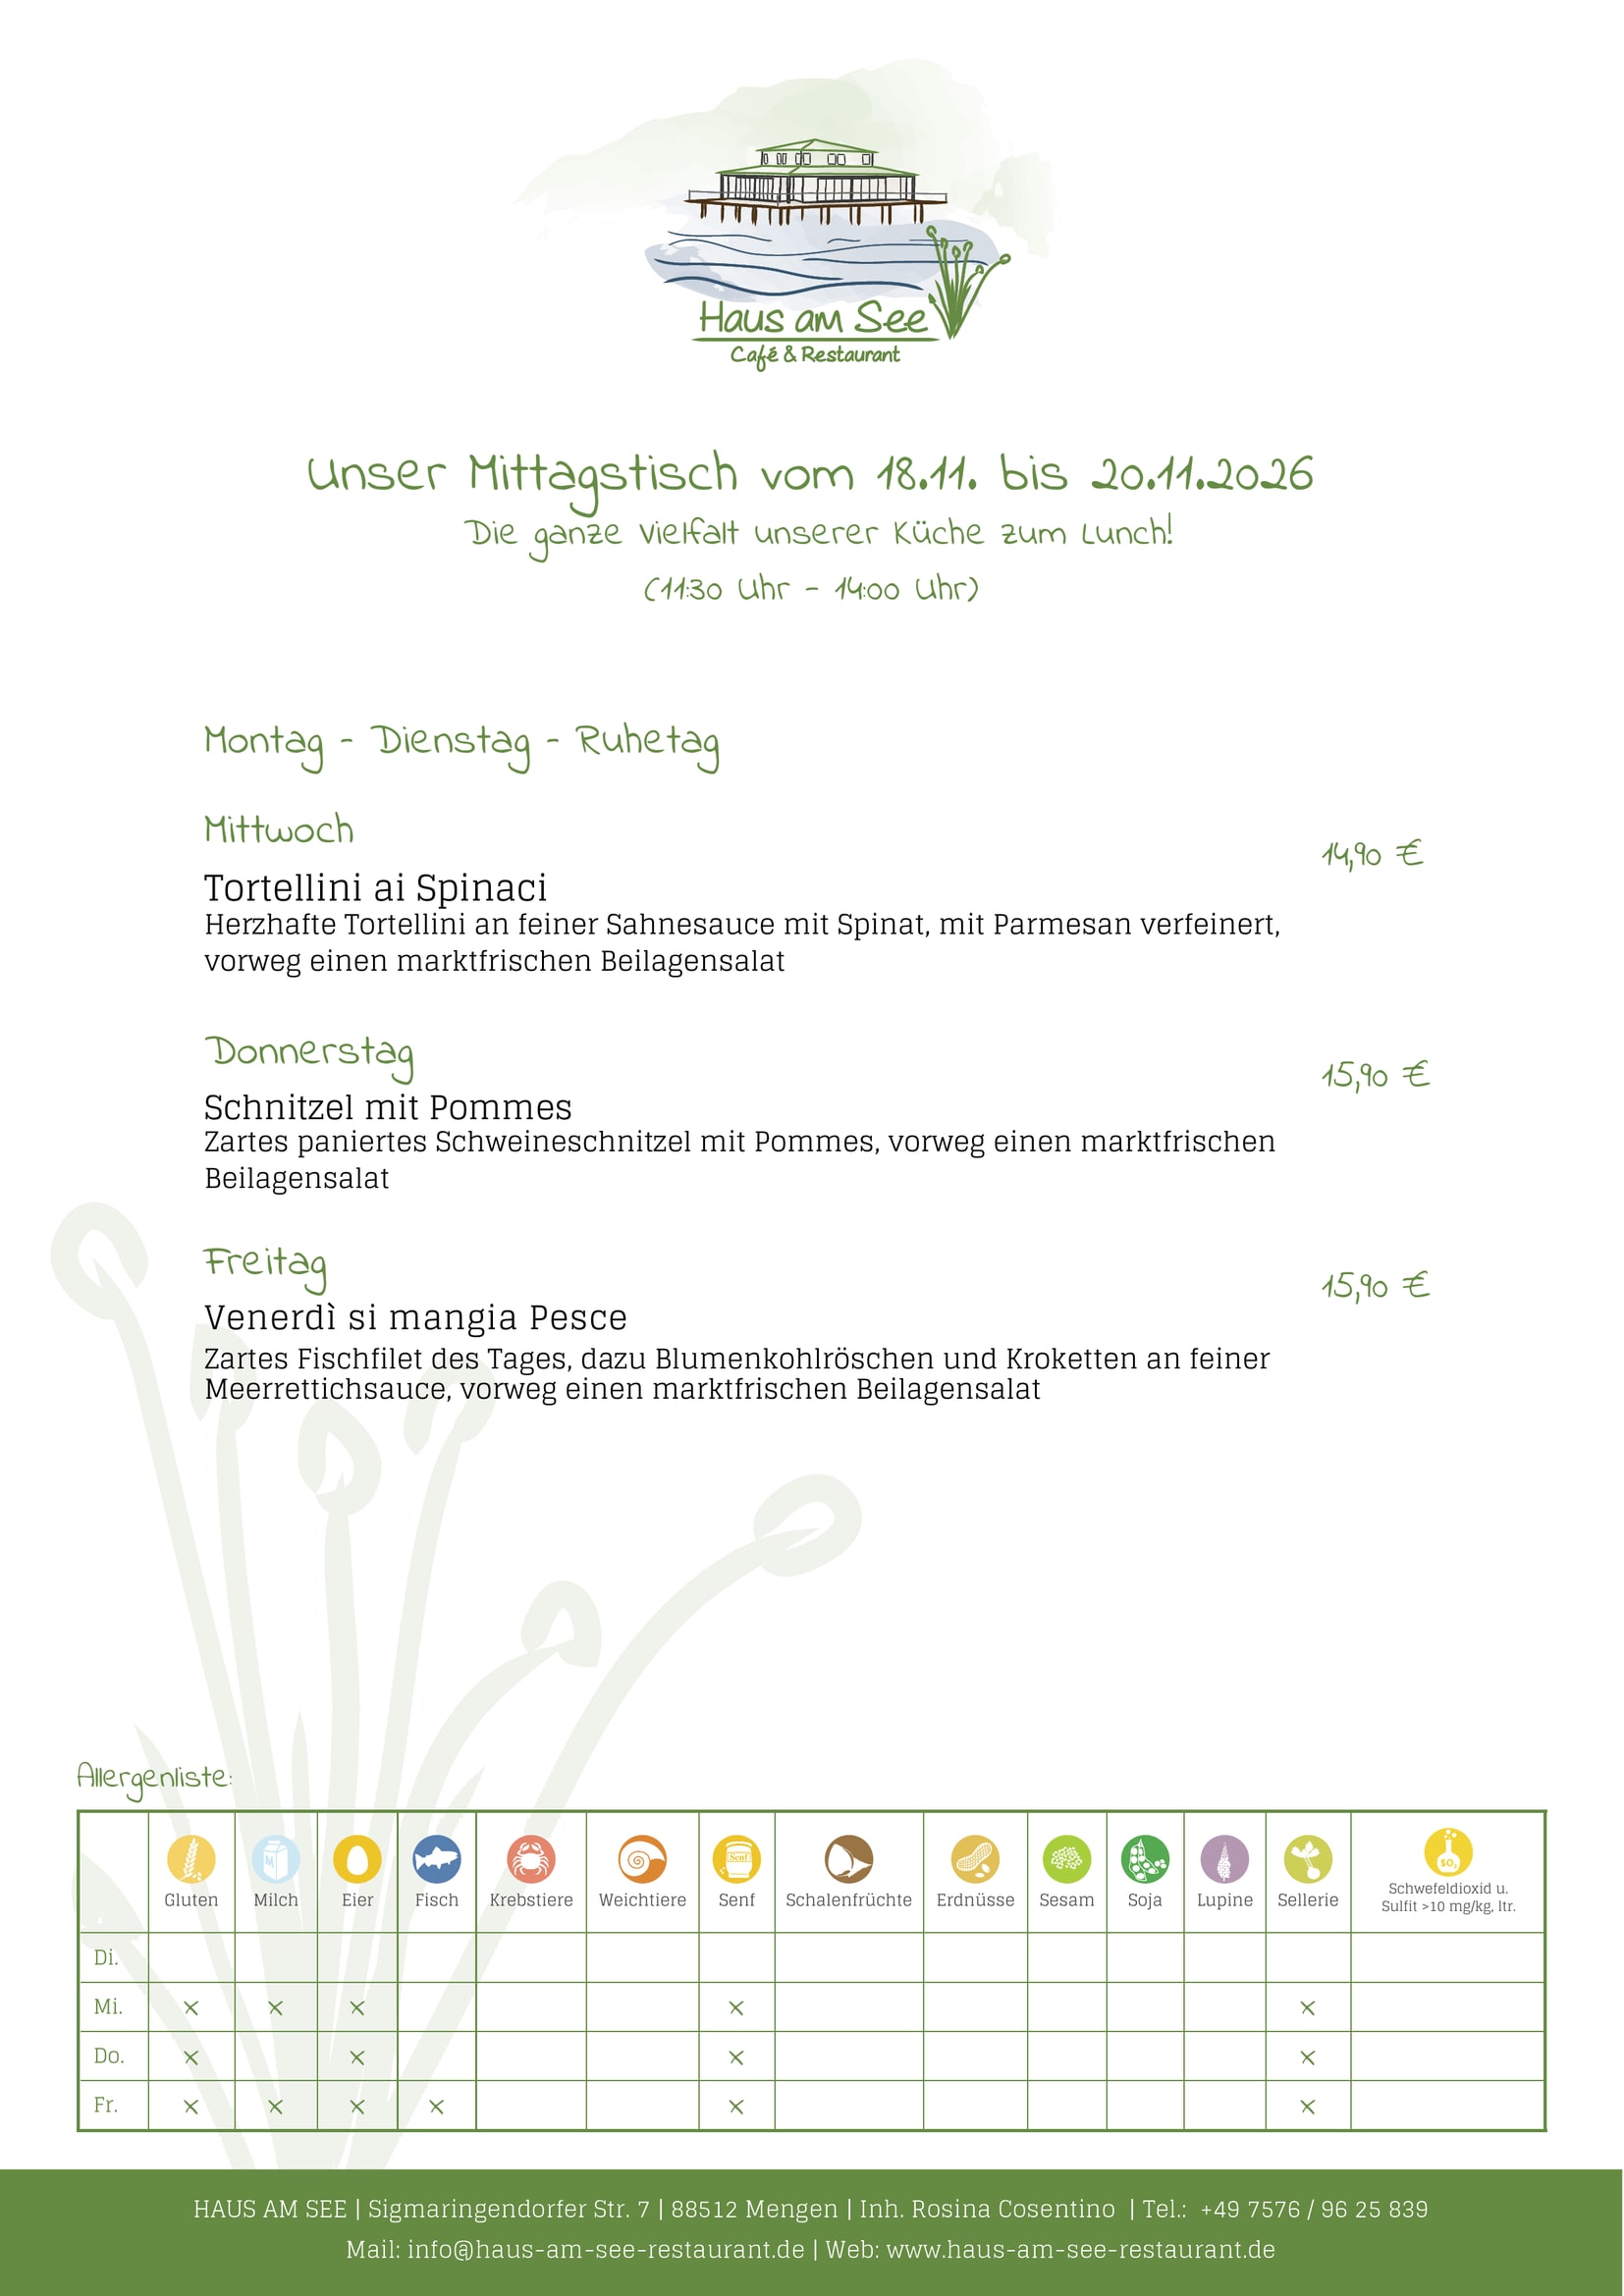 Haus am See
Café & Restaurant
Unser Mittagstisch vom 18.11. bis 20.11.2026
Die ganze Vielfalt unserer Küche zum Lunch!
(11:30 Uhr - 14:00 Uhr)
Montag - Dienstag - Ruhetag
Mittwoch
14,90 €
Tortellini ai Spinaci
Herzhafte Tortellini an feiner Sahnesauce mit Spinat, mit Parmesan verfeinert,
vorweg einen marktfrischen Beilagensalat
Donnerstag
15,90 €
Schnitzel mit Pommes
Zartes paniertes Schweineschnitzel mit Pommes, vorweg einen marktfrischen
Beilagensalat
Freitag
15,90 €
Venerdì si mangia Pesce
Zartes Fischfilet des Tages, dazu Blumenkohlröschen und Kroketten an feiner
Meerrettichsauce, vorweg einen marktfrischen Beilagensalat
Allergenliste:
M Senf SO₂
Gluten Milch Eier Fisch Krebstiere Weichtiere Senf Schalenfrüchte Erdnüsse Sesam Soja Lupine Sellerie Schwefeldioxid u.
Sulfit >10 mg/kg, ltr.
Di.
Mi. × × × × ×
Do. × × × ×
Fr. × × × × × ×
HAUS AM SEE | Sigmaringendorfer Str. 7 | 88512 Mengen | Inh. Rosina Cosentino | Tel.: +49 7576 / 96 25 839
Mail: info@haus-am-see-restaurant.de | Web: www.haus-am-see-restaurant.de